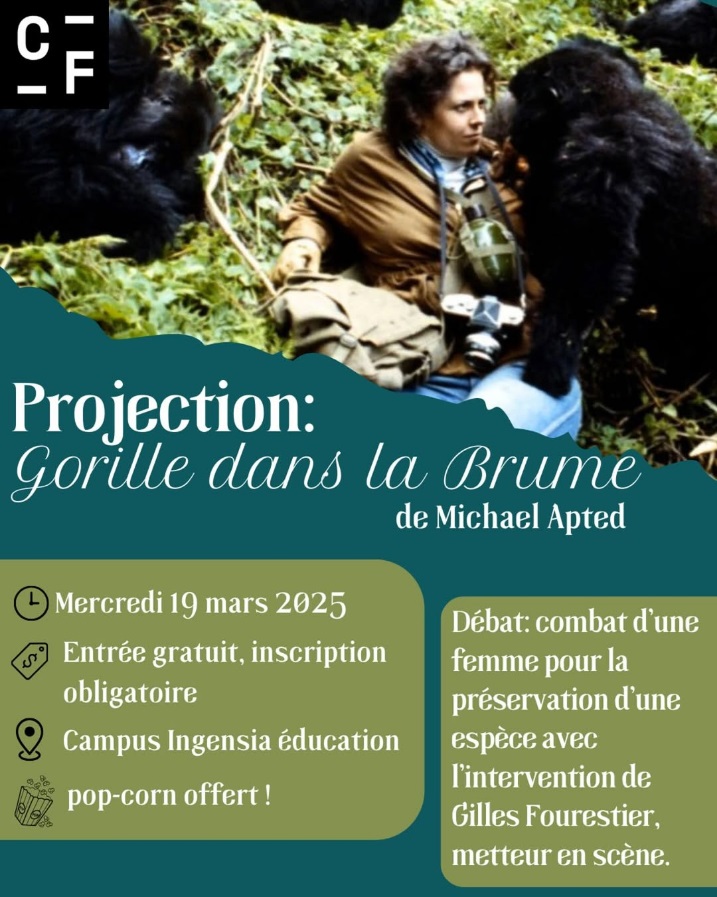 C
F
Projection:
Gorille dans la Brume
de Michael Apted
Mercredi 19 mars 2025
Entrée gratuit, inscription
obligatoire
Campus Ingensia éducation
pop-corn offert !
Débat: combat d'une
femme pour la
préservation d'une
espèce avec
l'intervention de
Gilles Fourestier,
metteur en scène.